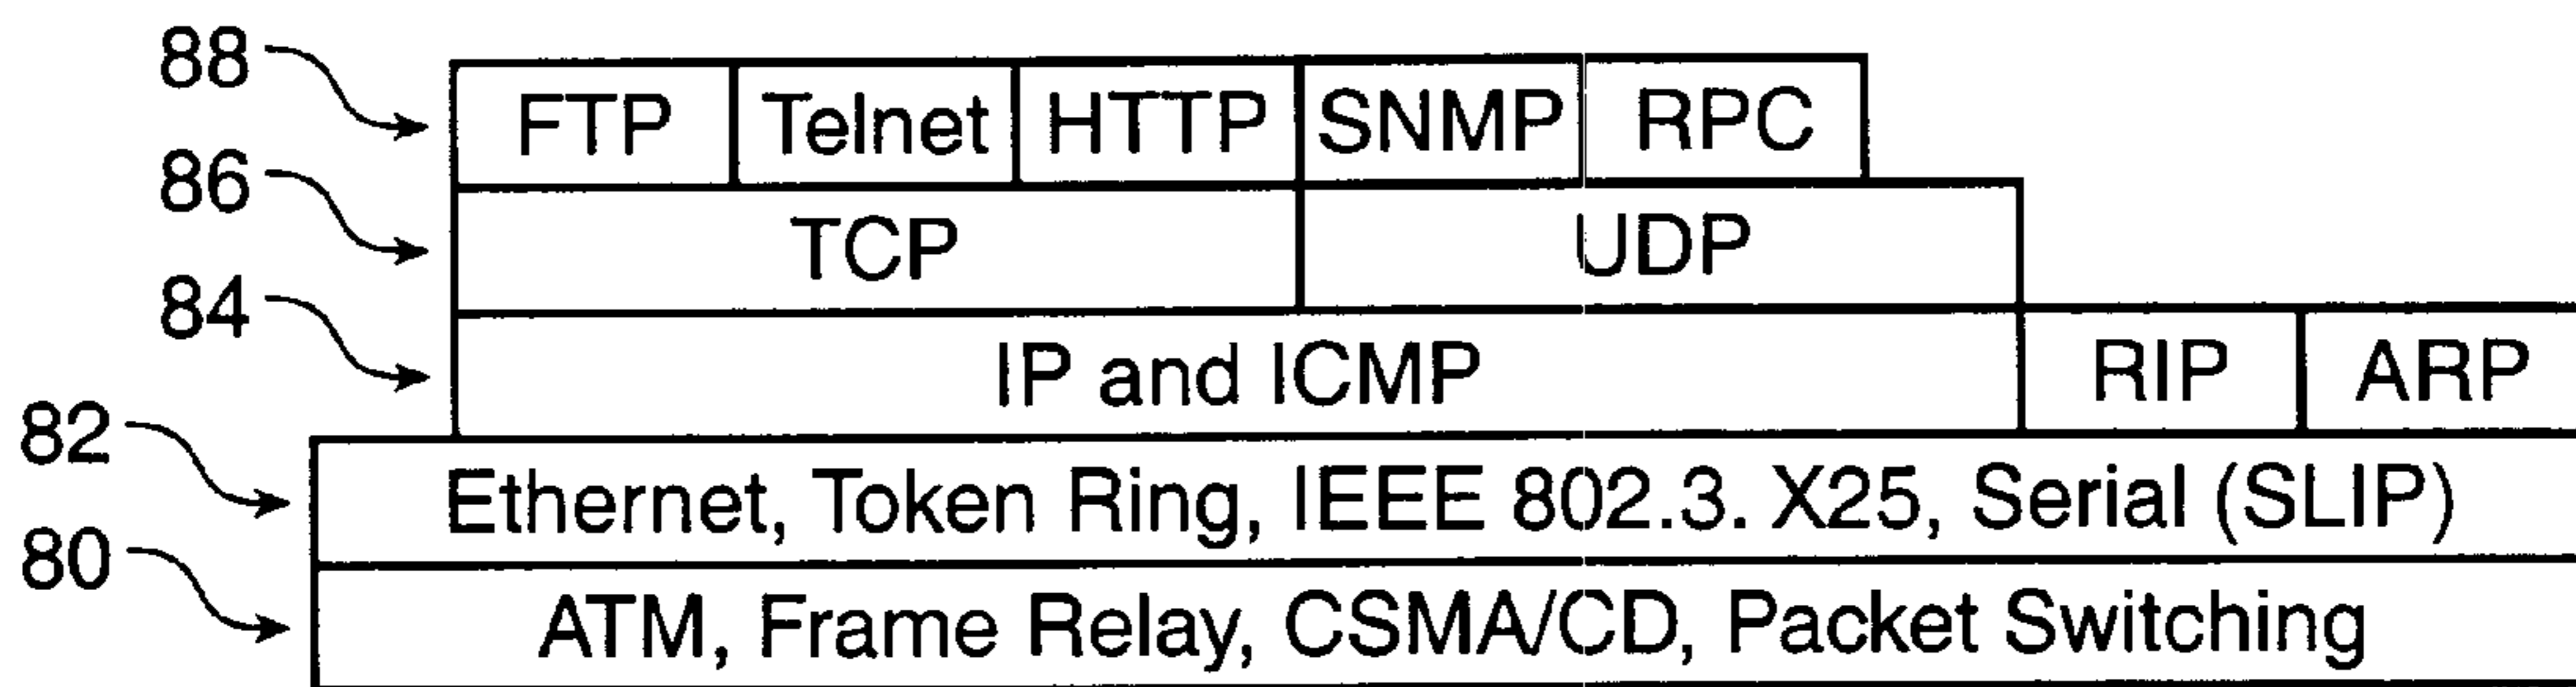 88 FTP Telnet HTTP SNMP RPC
86 TCP UDP
84 IP and ICMP RIP ARP
82 Ethernet, Token Ring, IEEE 802.3. X25, Serial (SLIP)
80 ATM, Frame Relay, CSMA/CD, Packet Switching